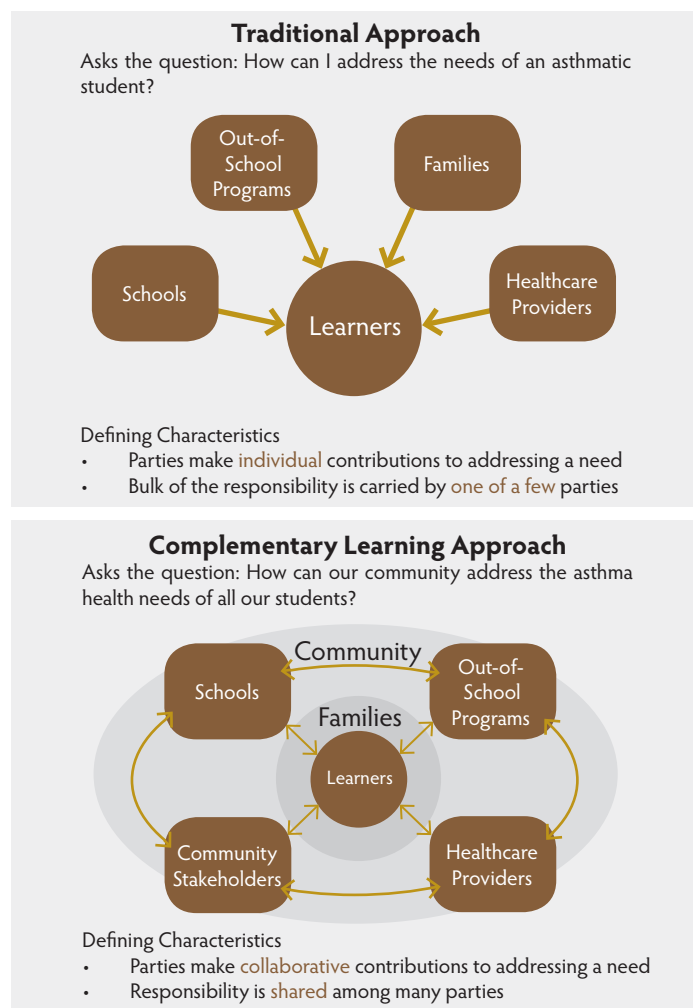 Traditional Approach
Asks the question: How can I address the needs of an asthmatic
student?
Out-of-
School
Programs
Families
Schools
Healthcare
Providers
Learners
Defining Characteristics
• Parties make individual contributions to addressing a need
• Bulk of the responsibility is carried by one of a few parties
Complementary Learning Approach
Asks the question: How can our community address the asthma
health needs of all our students?
Community
Schools
Out-of-
School
Programs
Families
Learners
Community
Stakeholders
Healthcare
Providers
Defining Characteristics
• Parties make collaborative contributions to addressing a need
• Responsibility is shared among many parties